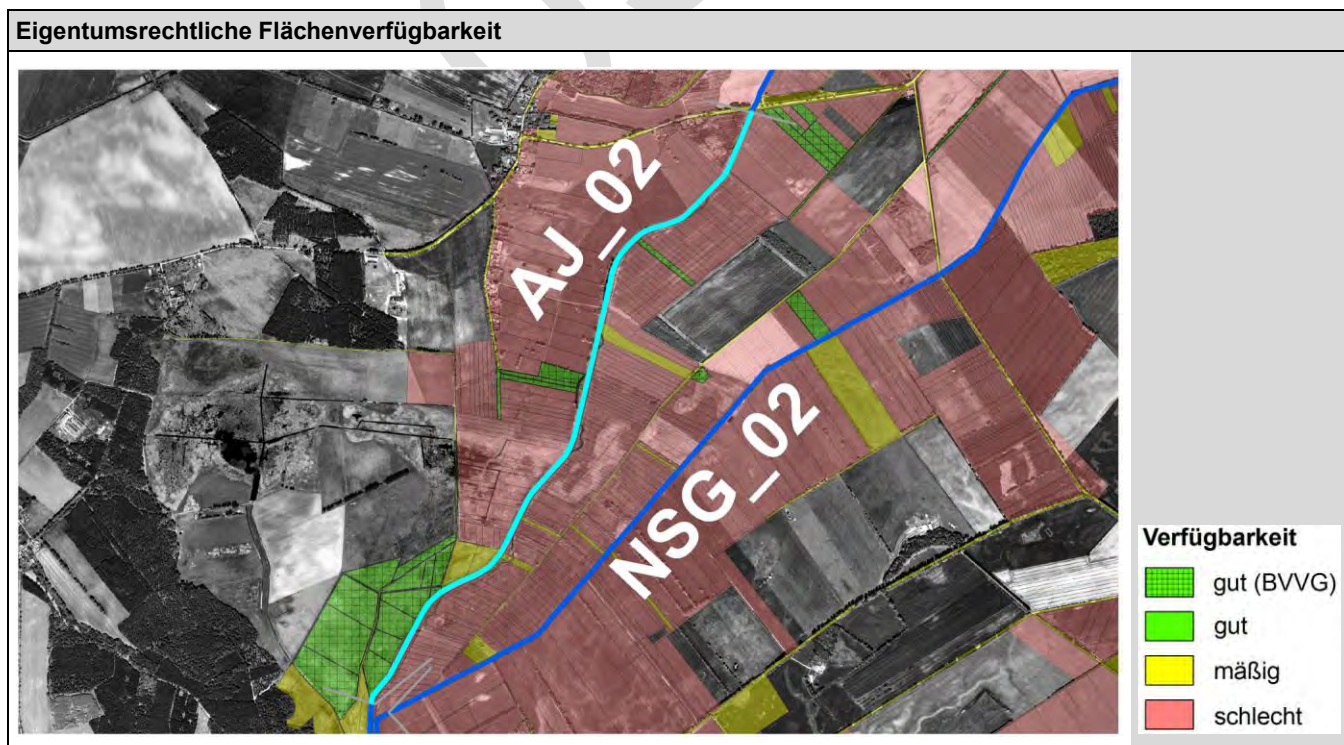 Eigentumsrechtliche Flächenverfügbarkeit
AJ_02
NSG_02
Verfügbarkeit
gut (BVVG)
gut
mäßig
schlecht